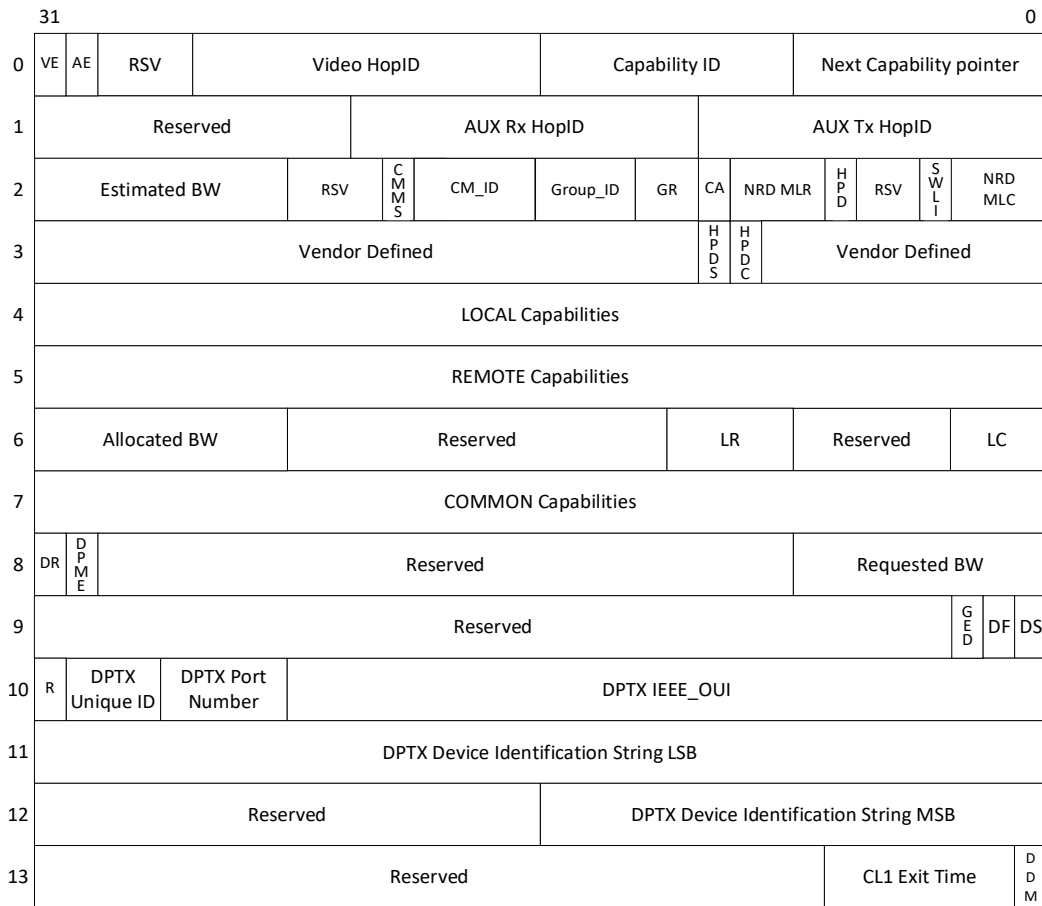 31 0
0 VE AE RSV Video HopID Capability ID Next Capability pointer
1 Reserved AUX Rx HopID AUX Tx HopID
2 Estimated BW RSV CMMS CM_ID Group_ID GR CA NRD MLR HPD RSV SWLI NRD MLC
3 Vendor Defined HPDS HPDC Vendor Defined
4 LOCAL Capabilities
5 REMOTE Capabilities
6 Allocated BW Reserved LR Reserved LC
7 COMMON Capabilities
8 DR DPME Reserved Requested BW
9 Reserved GED DF DS
10 R DPTX Unique ID DPTX Port Number DPTX IEEE_OUI
11 DPTX Device Identification String LSB
12 Reserved DPTX Device Identification String MSB
13 Reserved CL1 Exit Time DDM